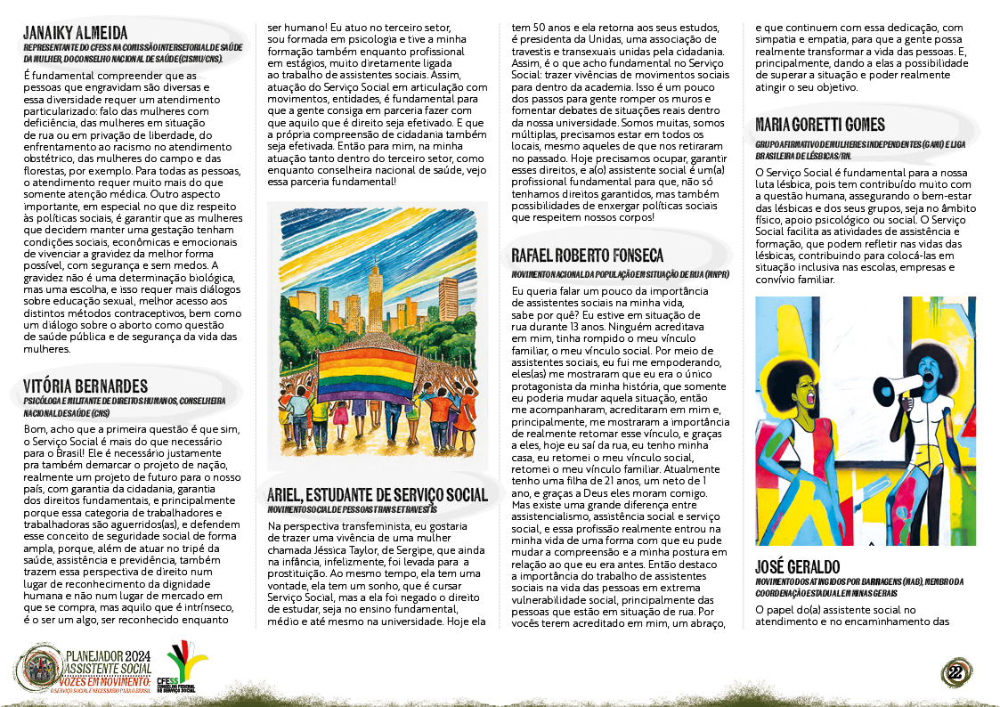 JANAIKY ALMEIDA
REPRESENTANTE DO CFESS NA COMISSÃO INTERSETORIAL DE SAÚDE
DA MULHER, DO CONSELHO NACIONAL DE SAÚDE (CISMU/CNS).
É fundamental compreender que as
pessoas que engravidam são diversas e
essa diversidade requer um atendimento
particularizado: falo das mulheres com
deficiência, das mulheres em situação
de rua ou em privação de liberdade, do
enfrentamento ao racismo no atendimento
obstétrico, das mulheres do campo e das
florestas, por exemplo. Para todas as pessoas,
o atendimento requer muito mais do que
somente atenção médica. Outro aspecto
importante, em especial no que diz respeito
às políticas sociais, é garantir que as mulheres
que decidem manter uma gestação tenham
condições sociais, econômicas e emocionais
de vivenciar a gravidez da melhor forma
possível, com segurança e sem medos. A
gravidez não é uma determinação biológica,
mas uma escolha, e isso requer mais diálogos
sobre educação sexual, melhor acesso aos
distintos métodos contraceptivos, bem como
um diálogo sobre o aborto como questão
de saúde pública e de segurança da vida das
mulheres.
VITÓRIA BERNARDES
PSICÓLOGA E MILITANTE DE DIREITOS HUMANOS, CONSELHEIRA
NACIONAL DE SAÚDE (CNS)
Bom, acho que a primeira questão é que sim,
o Serviço Social é mais do que necessário
para o Brasil! Ele é necessário justamente
pra também demarcar o projeto de nação,
realmente um projeto de futuro para o nosso
país, com garantia da cidadania, garantia
dos direitos fundamentais, e principalmente
porque essa categoria de trabalhadores e
trabalhadoras são aguerridos(as), e defendem
esse conceito de seguridade social de forma
ampla, porque, além de atuar no tripé da
saúde, assistência e previdência, também
trazem essa perspectiva de direito num
lugar de reconhecimento da dignidade
humana e não num lugar de mercado em
que se compra, mas aquilo que é intrínseco,
é o ser um algo, ser reconhecido enquanto
ser humano! Eu atuo no terceiro setor,
sou formada em psicologia e tive a minha
formação também enquanto profissional
em estágios, muito diretamente ligada
ao trabalho de assistentes sociais. Assim,
atuação do Serviço Social em articulação com
movimentos, entidades, é fundamental para
que a gente consiga em parceria fazer com
que aquilo que é direito seja efetivado. E que
a própria compreensão de cidadania também
seja efetivada. Então para mim, na minha
atuação tanto dentro do terceiro setor, como
enquanto conselheira nacional de saúde, vejo
essa parceria fundamental!
ARIEL, ESTUDANTE DE SERVIÇO SOCIAL
MOVIMENTO SOCIAL DE PESSOAS TRANS E TRAVESTIS
Na perspectiva transfeminista, eu gostaria
de trazer uma vivência de uma mulher
chamada Jéssica Taylor, de Sergipe, que ainda
na infância, infelizmente, foi levada para a
prostituição. Ao mesmo tempo, ela tem uma
vontade, ela tem um sonho, que é cursar
Serviço Social, mas a ela foi negado o direito
de estudar, seja no ensino fundamental,
médio e até mesmo na universidade. Hoje ela
tem 50 anos e ela retorna aos seus estudos,
é presidenta da Unidas, uma associação de
travestis e transexuais unidas pela cidadania.
Assim, é o que acho fundamental no Serviço
Social: trazer vivências de movimentos sociais
para dentro da academia. Isso é um pouco
dos passos para gente romper os muros e
fomentar debates de situações reais dentro
da nossa universidade. Somos muitas, somos
múltiplas, precisamos estar em todos os
locais, mesmo aqueles de que nos retiraram
no passado. Hoje precisamos ocupar, garantir
esses direitos, e a(o) assistente social é um(a)
profissional fundamental para que, não só
tenhamos direitos garantidos, mas também
possibilidades de enxergar políticas sociais
que respeitem nossos corpos!
RAFAEL ROBERTO FONSECA
MOVIMENTO NACIONAL DA POPULAÇÃO EM SITUAÇÃO DE RUA (MNPR)
Eu queria falar um pouco da importância
de assistentes sociais na minha vida,
sabe por quê? Eu estive em situação de
rua durante 13 anos. Ninguém acreditava
em mim, tinha rompido o meu vínculo
familiar, o meu vínculo social. Por meio de
assistentes sociais, eu fui me empoderando,
eles(as) me mostraram que eu era o único
protagonista da minha história, que somente
eu poderia mudar aquela situação, então
me acompanharam, acreditaram em mim e,
principalmente, me mostraram a importância
de realmente retomar esse vínculo, e graças
a eles, hoje eu saí da rua, eu tenho minha
casa, eu retomei o meu vínculo social,
retomei o meu vínculo familiar. Atualmente
tenho uma filha de 21 anos, um neto de 1
ano, e graças a Deus eles moram comigo.
Mas existe uma grande diferença entre
assistencialismo, assistência social e serviço
social, e essa profissão realmente entrou na
minha vida de uma forma com que eu pude
mudar a compreensão e a minha postura em
relação ao que eu era antes. Então destaco
a importância do trabalho de assistentes
sociais na vida das pessoas em extrema
vulnerabilidade social, principalmente das
pessoas que estão em situação de rua. Por
vocês terem acreditado em mim, um abraço,
e que continuem com essa dedicação, com
simpatia e empatia, para que a gente possa
realmente transformar a vida das pessoas. E,
principalmente, dando a elas a possibilidade
de superar a situação e poder realmente
atingir o seu objetivo.
MARIA GORETTI GOMES
GRUPO AFIRMATIVO DE MULHERES INDEPENDENTES (GAMI) E LIGA
BRASILEIRA DE LÉSBICAS/RN.
O Serviço Social é fundamental para a nossa
luta lésbica, pois tem contribuído muito com
a questão humana, assegurando o bem-estar
das lésbicas e dos seus grupos, seja no âmbito
físico, apoio psicológico ou social. O Serviço
Social facilita as atividades de assistência e
formação, que podem refletir nas vidas das
lésbicas, contribuindo para colocá-las em
situação inclusiva nas escolas, empresas e
convívio familiar.
JOSÉ GERALDO
MOVIMENTO DOS ATINGIDOS POR BARRAGENS (MAB), MEMBRO DA
COORDENAÇÃO ESTADUAL EM MINAS GERAIS
O papel do(a) assistente social no
atendimento e no encaminhamento das
PLANEJADOR 2024
ASSISTENTE SOCIAL
VOZES EM MOVIMENTO:
O SERVIÇO SOCIAL É NECESSÁRIO PARA O BRASIL
CFESS
CONSELHO FEDERAL
DE SERVIÇO SOCIAL
22